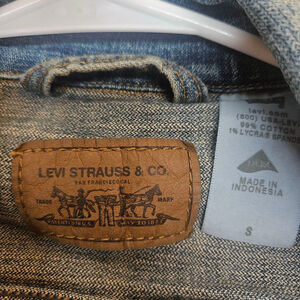 LEVI STRAUSS & CO.
SAN FRANCISCO CAL.
TRADE MARK
levi.com
(800) USA-LEVI
99% COTTON
1% LYCRA® SPANDEX
MADE IN
INDONESIA
S